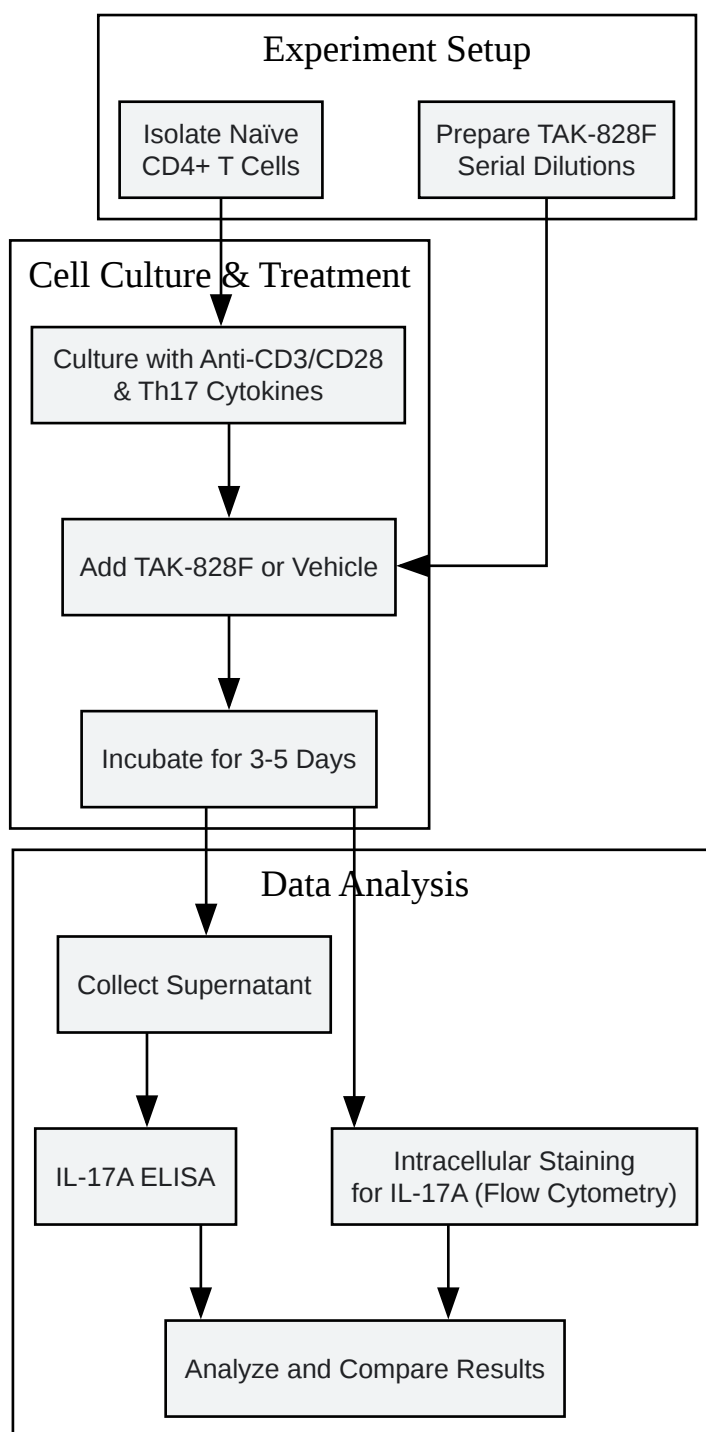 Experiment Setup
Isolate Naïve
CD4+ T Cells
Prepare TAK-828F
Serial Dilutions
Cell Culture & Treatment
Culture with Anti-CD3/CD28
& Th17 Cytokines
Add TAK-828F or Vehicle
Incubate for 3-5 Days
Data Analysis
Collect Supernatant
IL-17A ELISA
Intracellular Staining
for IL-17A (Flow Cytometry)
Analyze and Compare Results